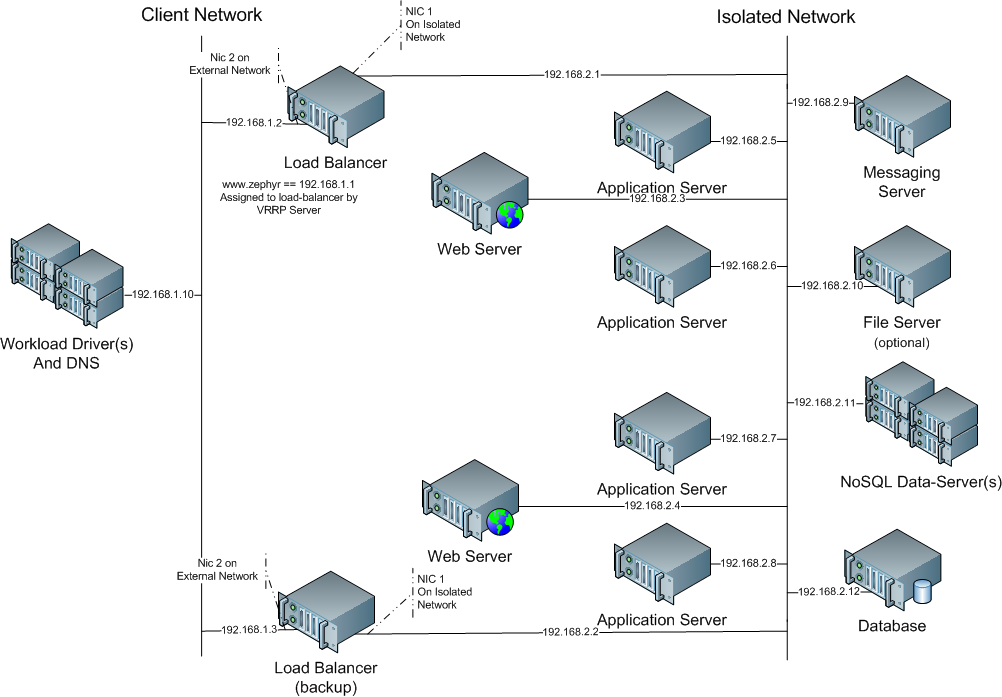 Client Network
Isolated Network
NIC 1
On Isolated
Network
Nic 2 on
External Network
192.168.2.1
192.168.1.2
192.168.2.9
192.168.2.5
Load Balancer
www.zephyr == 192.168.1.1
Assigned to load-balancer by
VRRP Server
Application Server
Messaging
Server
192.168.2.3
Web Server
192.168.2.6
192.168.1.10
192.168.2.10
Application Server
File Server
(optional)
Workload Driver(s)
And DNS
192.168.2.11
192.168.2.7
NoSQL Data-Server(s)
Application Server
192.168.2.4
Web Server
192.168.2.8
Nic 2 on
External Network
NIC 1
On Isolated
Network
192.168.2.12
Application Server
Database
192.168.1.3
192.168.2.2
Load Balancer
(backup)